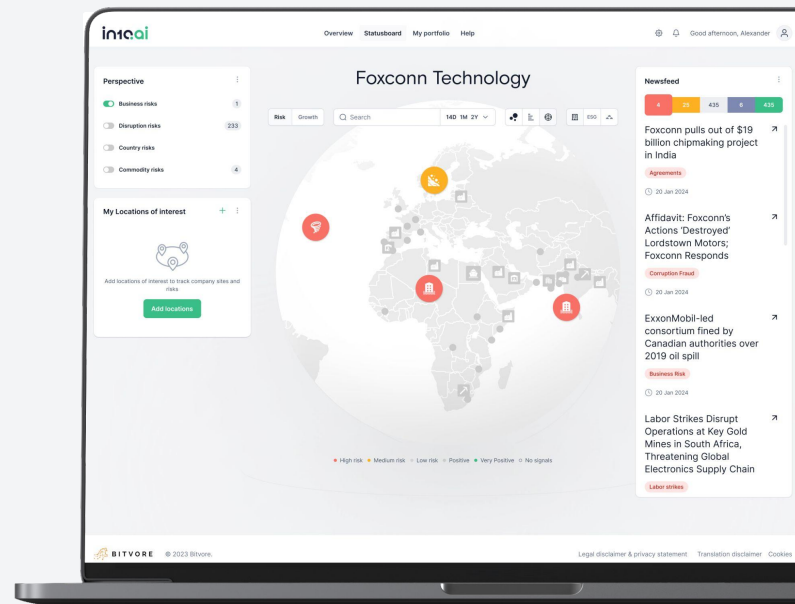 in10.ai
Overview Statusboard My portfolio Help
Good afternoon, Alexander
Perspective
Business risks 1
Disruption risks 233
Country risks
Commodity risks 4
My Locations of interest
Add locations of interest to track company sites and
risks
Add locations
Foxconn Technology
Risk Growth
Search
14D 1M 2Y
ESG
High risk Medium risk Low risk Positive Very Positive No signals
Newsfeed
4 25 435 6 435
Foxconn pulls out of $19
billion chipmaking project
in India
Agreements
20 Jan 2024
Affidavit: Foxconn's
Actions 'Destroyed'
Lordstown Motors;
Foxconn Responds
Corruption Fraud
20 Jan 2024
ExxonMobil-led
consortium fined by
Canadian authorities over
2019 oil spill
Business Risk
20 Jan 2024
Labor Strikes Disrupt
Operations at Key Gold
Mines in South Africa,
Threatening Global
Electronics Supply Chain
Labor strikes
BITVORE © 2023 Bitvore.
Legal disclaimer & privacy statement Translation disclaimer Cookies